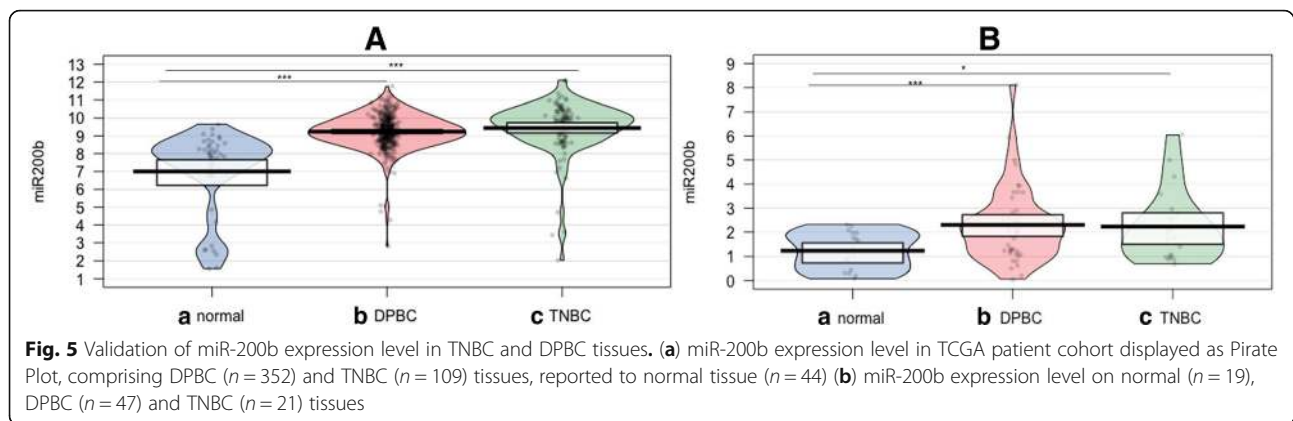 A
B
13
12
11
10
9
8
7
6
5
4
3
2
1
miR200b
***
***
a normal
b DPBC
c TNBC
9
8
7
6
5
4
3
2
1
0
miR200b
*
***
a normal
b DPBC
c TNBC
Fig. 5 Validation of miR-200b expression level in TNBC and DPBC tissues. (a) miR-200b expression level in TCGA patient cohort displayed as Pirate
Plot, comprising DPBC (n = 352) and TNBC (n = 109) tissues, reported to normal tissue (n = 44) (b) miR-200b expression level on normal (n = 19),
DPBC (n = 47) and TNBC (n = 21) tissues